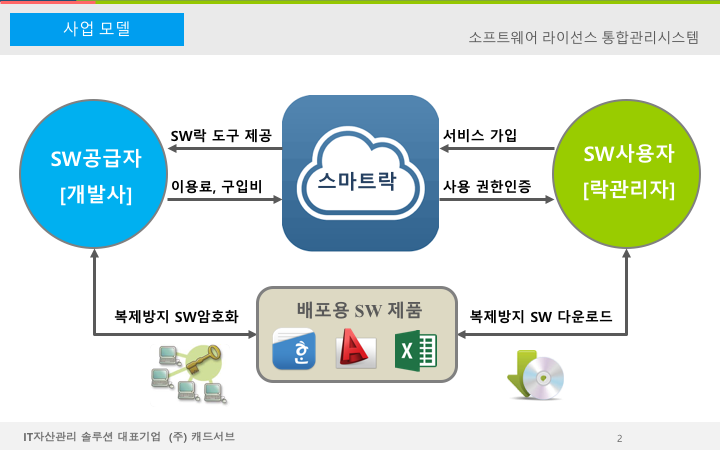 사업 모델
소프트웨어 라이선스 통합관리시스템
SW공급자
[개발사]
SW락 도구 제공
이용료, 구입비
스마트락
서비스 가입
사용 권한인증
SW사용자
[락관리자]
복제방지 SW암호화
배포용 SW 제품
한
A
X
복제방지 SW 다운로드
IT자산관리 솔루션 대표기업 (주) 캐드서브
2